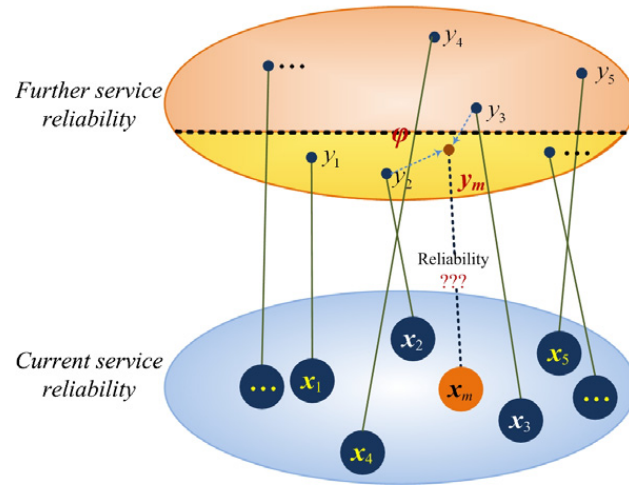 y₄
...
y₅
Further service
reliability
y₃
φ
y₁
...
y₂
yₘ
Reliability
???
x₂
Current service
reliability
x₅
...
x₁
xₘ
...
x₃
x₄